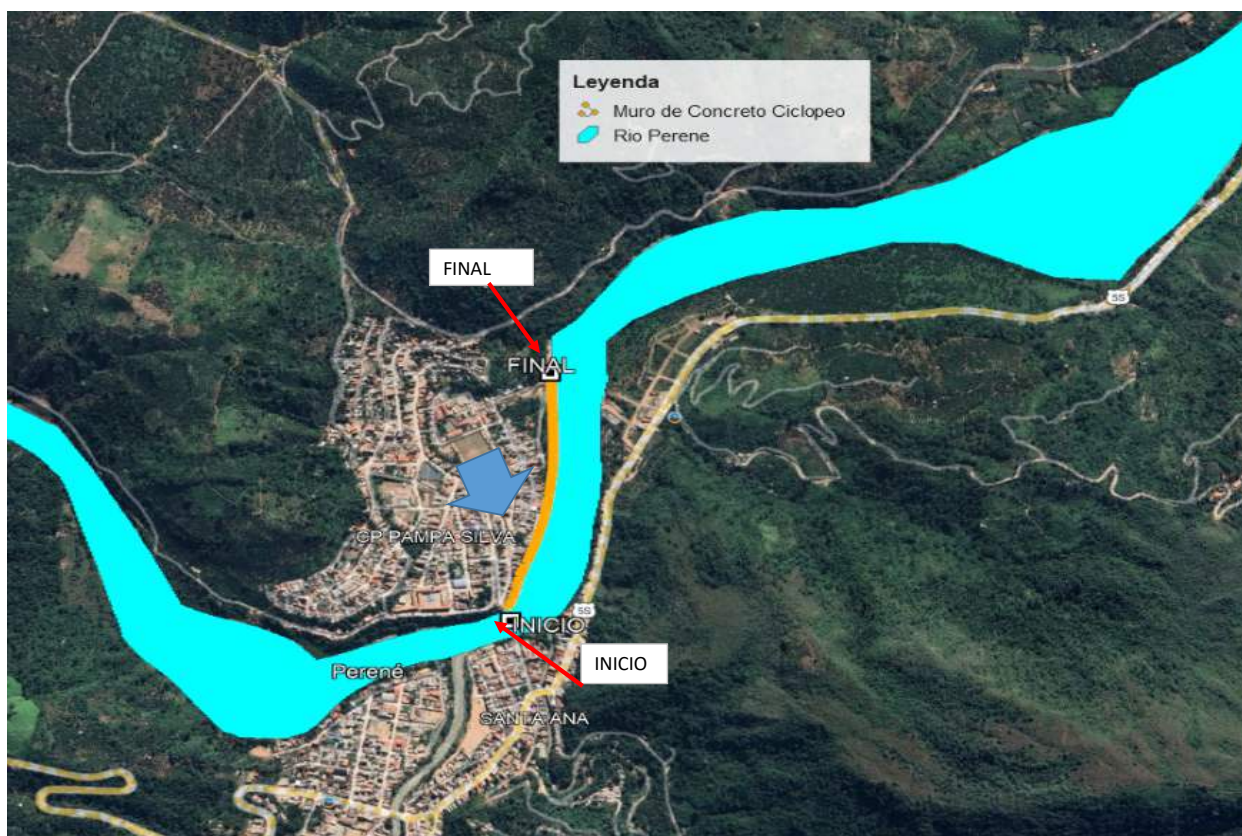 Leyenda
Muro de Concreto Ciclopeo
Rio Perene
FINAL
5S
FINAL
CP PAMPA SILVA
5S
INICIO
INICIO
Perené
SANTA ANA